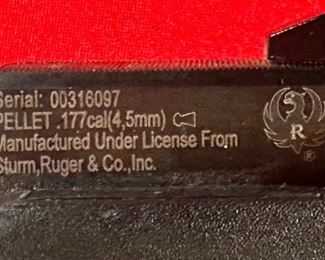 Serial: 00316097
PELLET .177cal(4,5mm)
Manufactured Under License From
Sturm,Ruger & Co.,Inc.
R
®